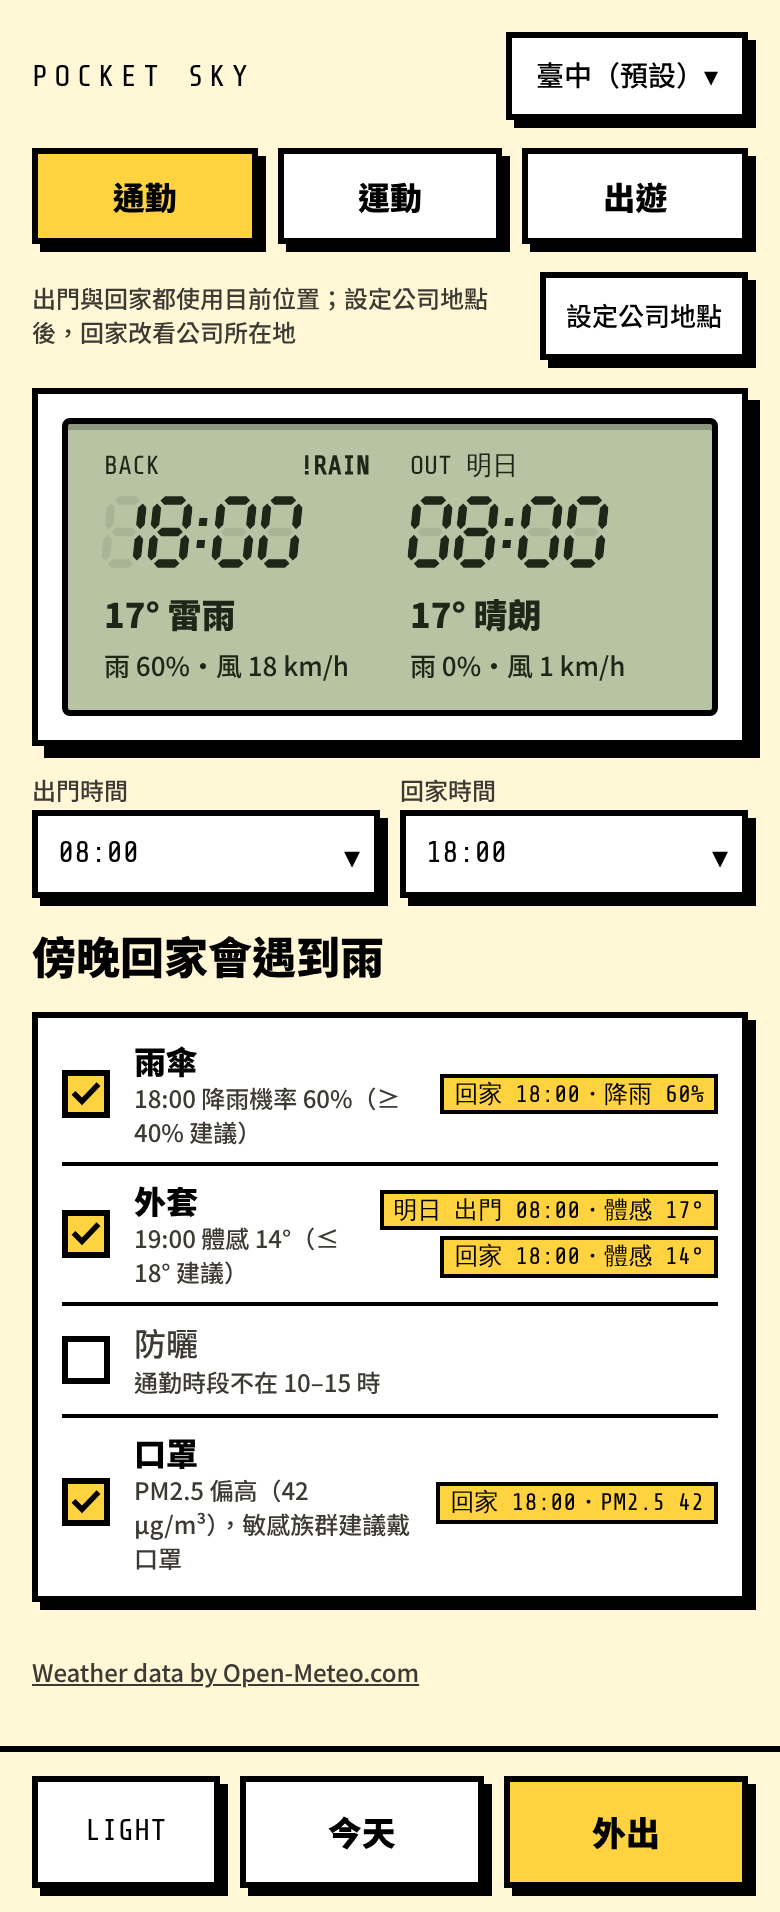 POCKET SKY
臺中（預設）▼
通勤
運動
出遊
出門與回家都使用目前位置；設定公司地點
後，回家改看公司所在地
設定公司地點
BACK
!RAIN
18:00
17° 雷雨
雨 60%・風 18 km/h
OUT 明日
08:00
17° 晴朗
雨 0%・風 1 km/h
出門時間
08:00 ▼
回家時間
18:00 ▼
傍晚回家會遇到雨
雨傘
18:00 降雨機率 60%（≥
40% 建議）
回家 18:00・降雨 60%
外套
19:00 體感 14°（≤
18° 建議）
明日 出門 08:00・體感 17°
回家 18:00・體感 14°
防曬
通勤時段不在 10–15 時
口罩
PM2.5 偏高（42
μg/m³），敏感族群建議戴
口罩
回家 18:00・PM2.5 42
Weather data by Open-Meteo.com
LIGHT
今天
外出